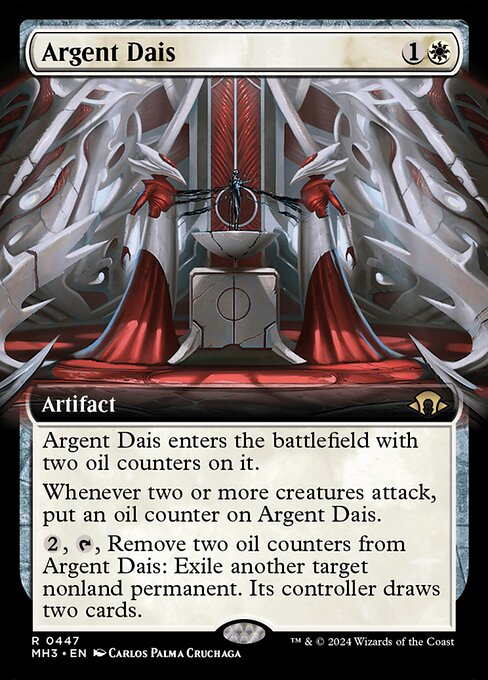 Argent Dais 1
Artifact
Argent Dais enters the battlefield with
two oil counters on it.
Whenever two or more creatures attack,
put an oil counter on Argent Dais.
2, , Remove two oil counters from
Argent Dais: Exile another target
nonland permanent. Its controller draws
two cards.
R 0447 ™ & © 2024 Wizards of the Coast
MH3 • EN CARLOS PALMA CRUCHAGA